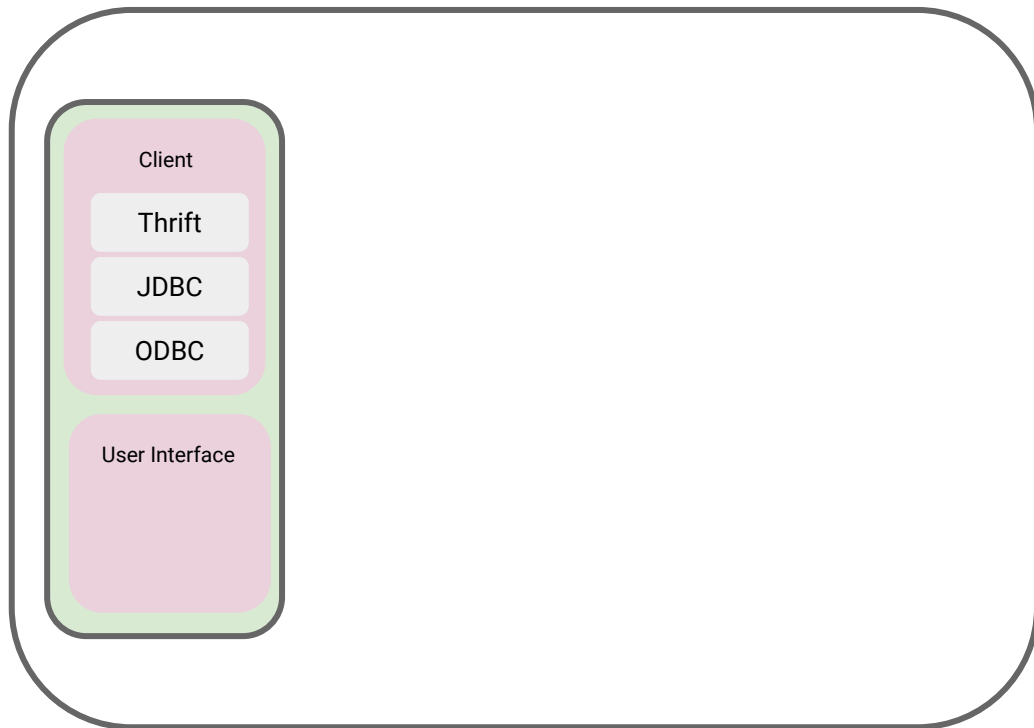 Client
Thrift
JDBC
ODBC
User Interface